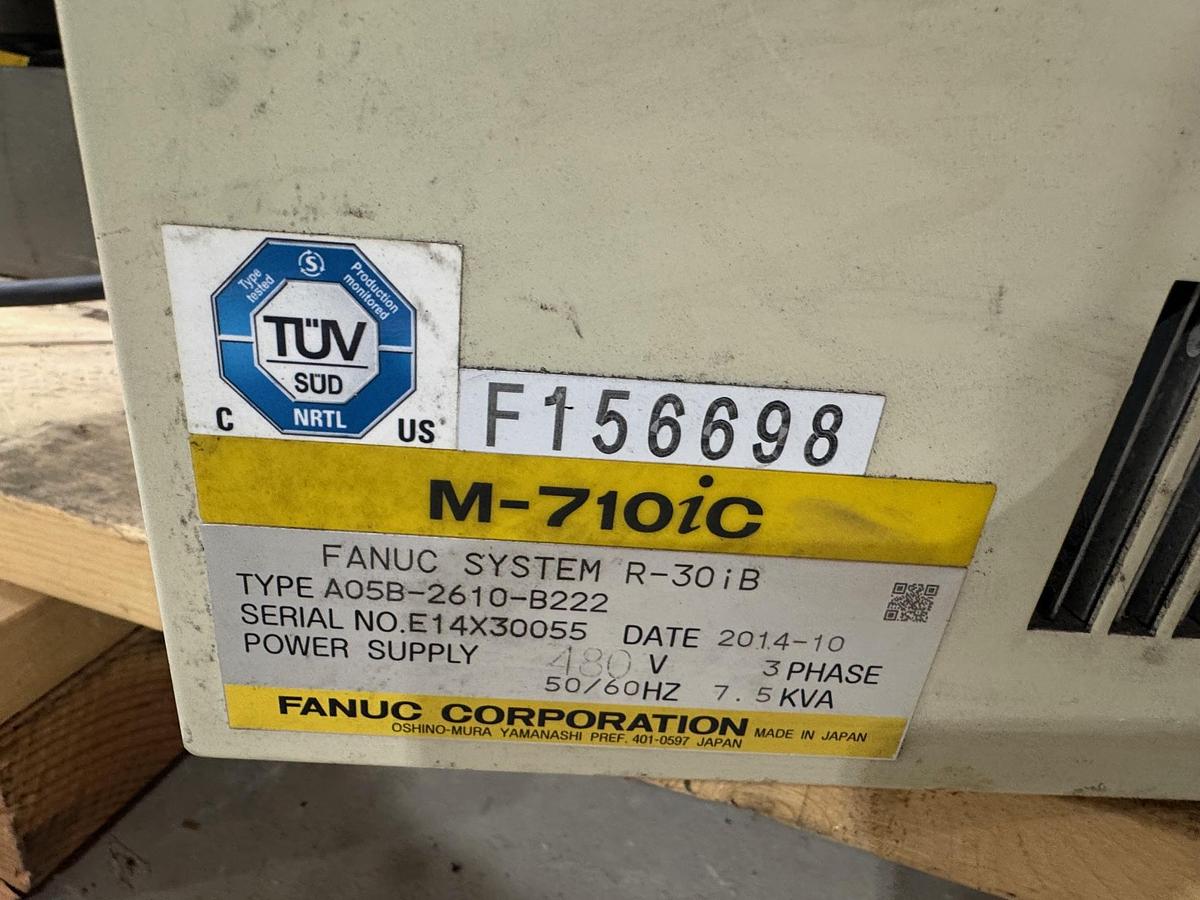 Type tested
S
Production monitored
TÜV
SÜD
NRTL
C US
F156698
M-710iC
FANUC SYSTEM R-30iB
TYPE A05B-2610-B222
SERIAL NO.E14X30055 DATE 2014-10
POWER SUPPLY 480 V 3 PHASE
50/60HZ 7.5 KVA
FANUC CORPORATION MADE IN JAPAN
OSHINO-MURA YAMANASHI PREF. 401-0597 JAPAN